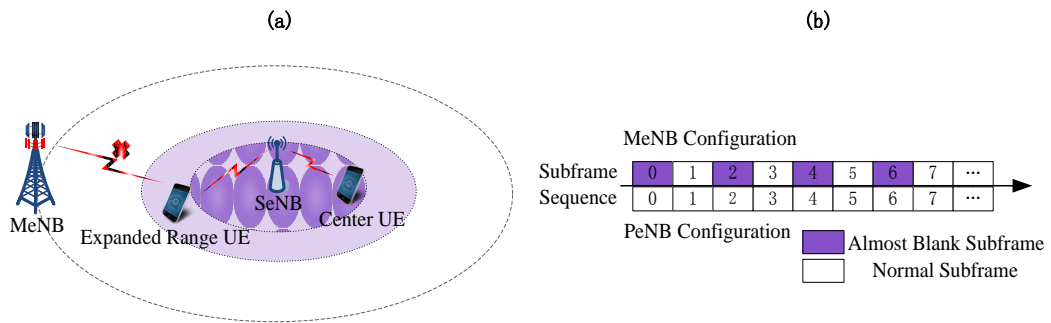 (a)
MeNB
Expanded Range UE
SeNB
Center UE
(b)
MeNB Configuration
Subframe 0 1 2 3 4 5 6 7 ...
Sequence 0 1 2 3 4 5 6 7 ...
PeNB Configuration
Almost Blank Subframe
Normal Subframe